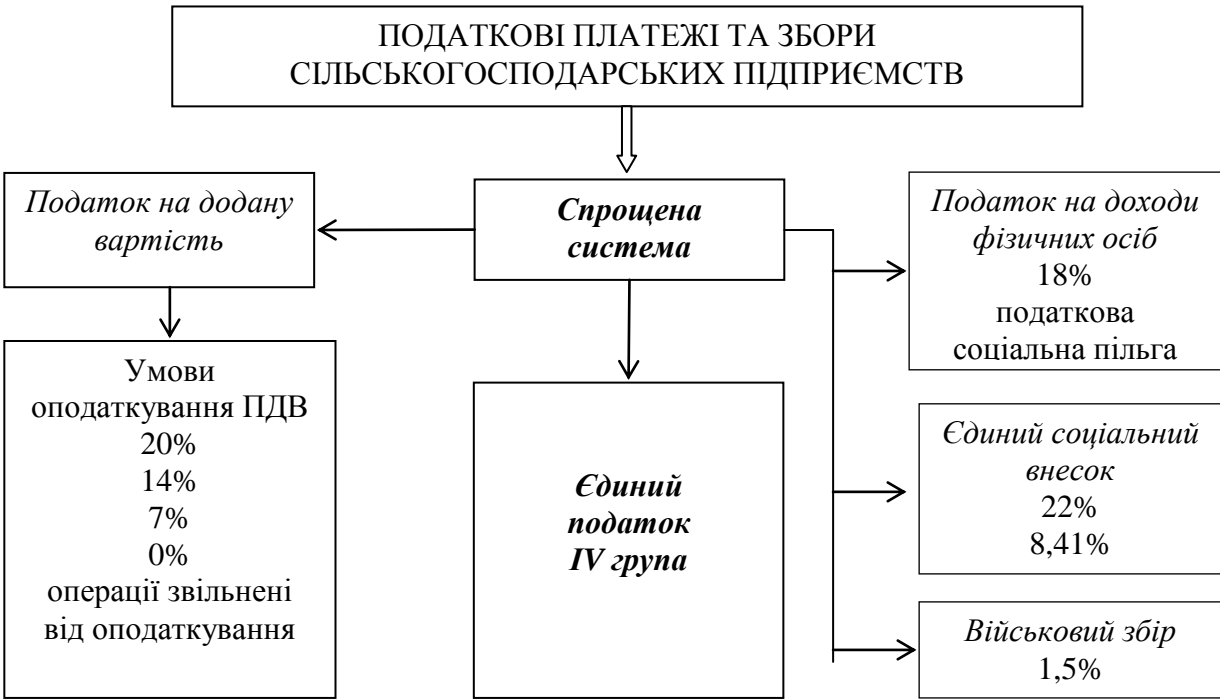 ПОДАТКОВІ ПЛАТЕЖІ ТА ЗБОРИ
СІЛЬСЬКОГОСПОДАРСЬКИХ ПІДПРИЄМСТВ
Податок на додану
вартість
Умови
оподаткування ПДВ
20%
14%
7%
0%
операції звільнені
від оподаткування
Спрощена
система
Єдиний
податок
IV група
Податок на доходи
фізичних осіб
18%
податкова
соціальна пільга
Єдиний соціальний
внесок
22%
8,41%
Військовий збір
1,5%